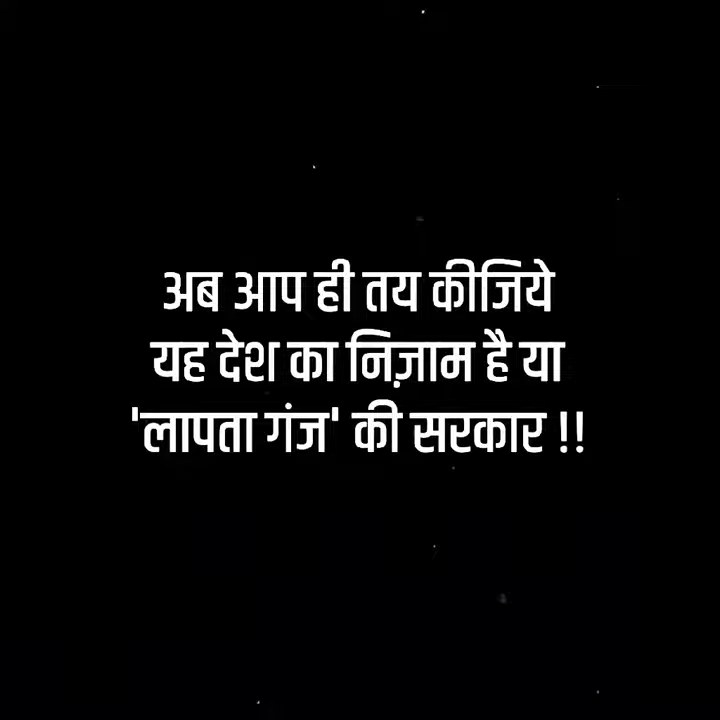 अब आप ही तय कीजिये
यह देश का निज़ाम है या
'लापता गंज' की सरकार !!